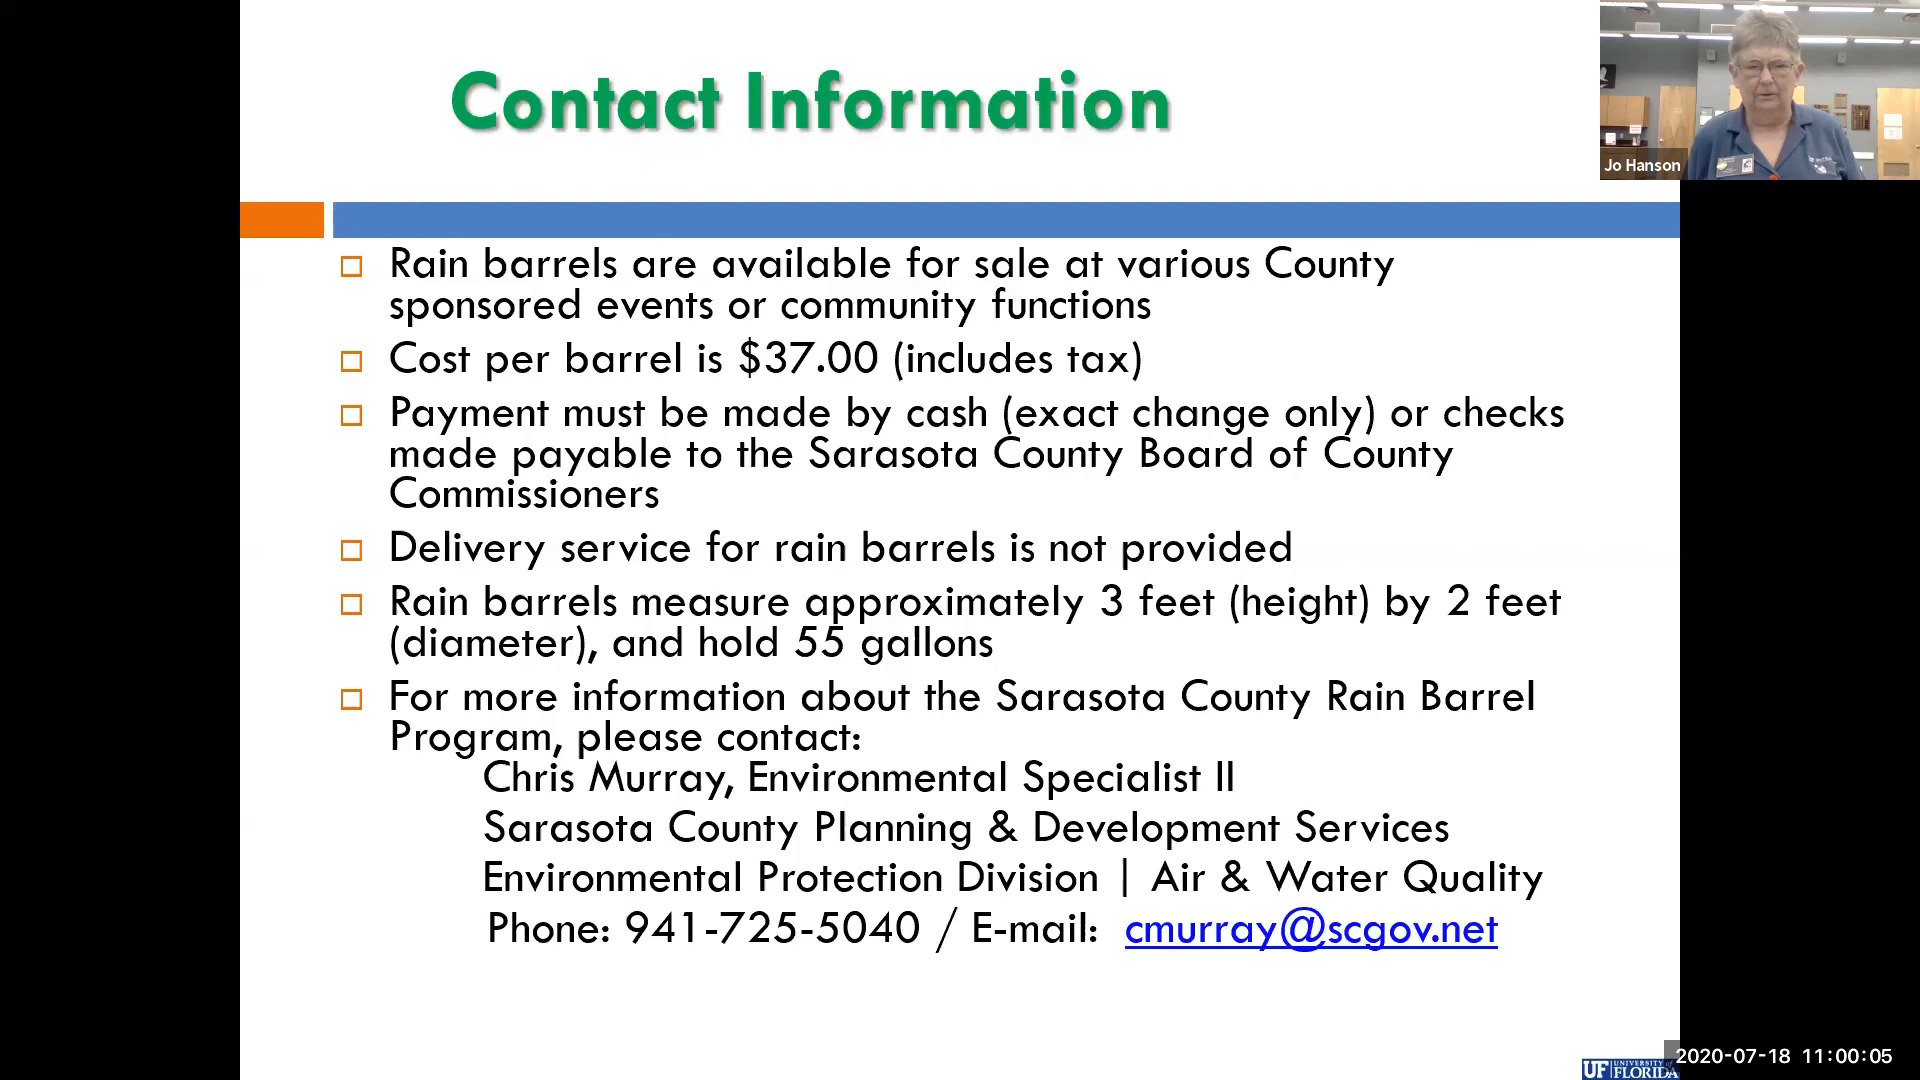 Contact Information
Jo Hanson
Rain barrels are available for sale at various County
sponsored events or community functions
Cost per barrel is $37.00 (includes tax)
Payment must be made by cash (exact change only) or checks
made payable to the Sarasota County Board of County
Commissioners
Delivery service for rain barrels is not provided
Rain barrels measure approximately 3 feet (height) by 2 feet
(diameter), and hold 55 gallons
For more information about the Sarasota County Rain Barrel
Program, please contact:
Chris Murray, Environmental Specialist II
Sarasota County Planning & Development Services
Environmental Protection Division | Air & Water Quality
Phone: 941-725-5040 / E-mail: cmurray@scgov.net
UF UNIVERSITY of
FLORIDA
2020-07-18 11:00:05